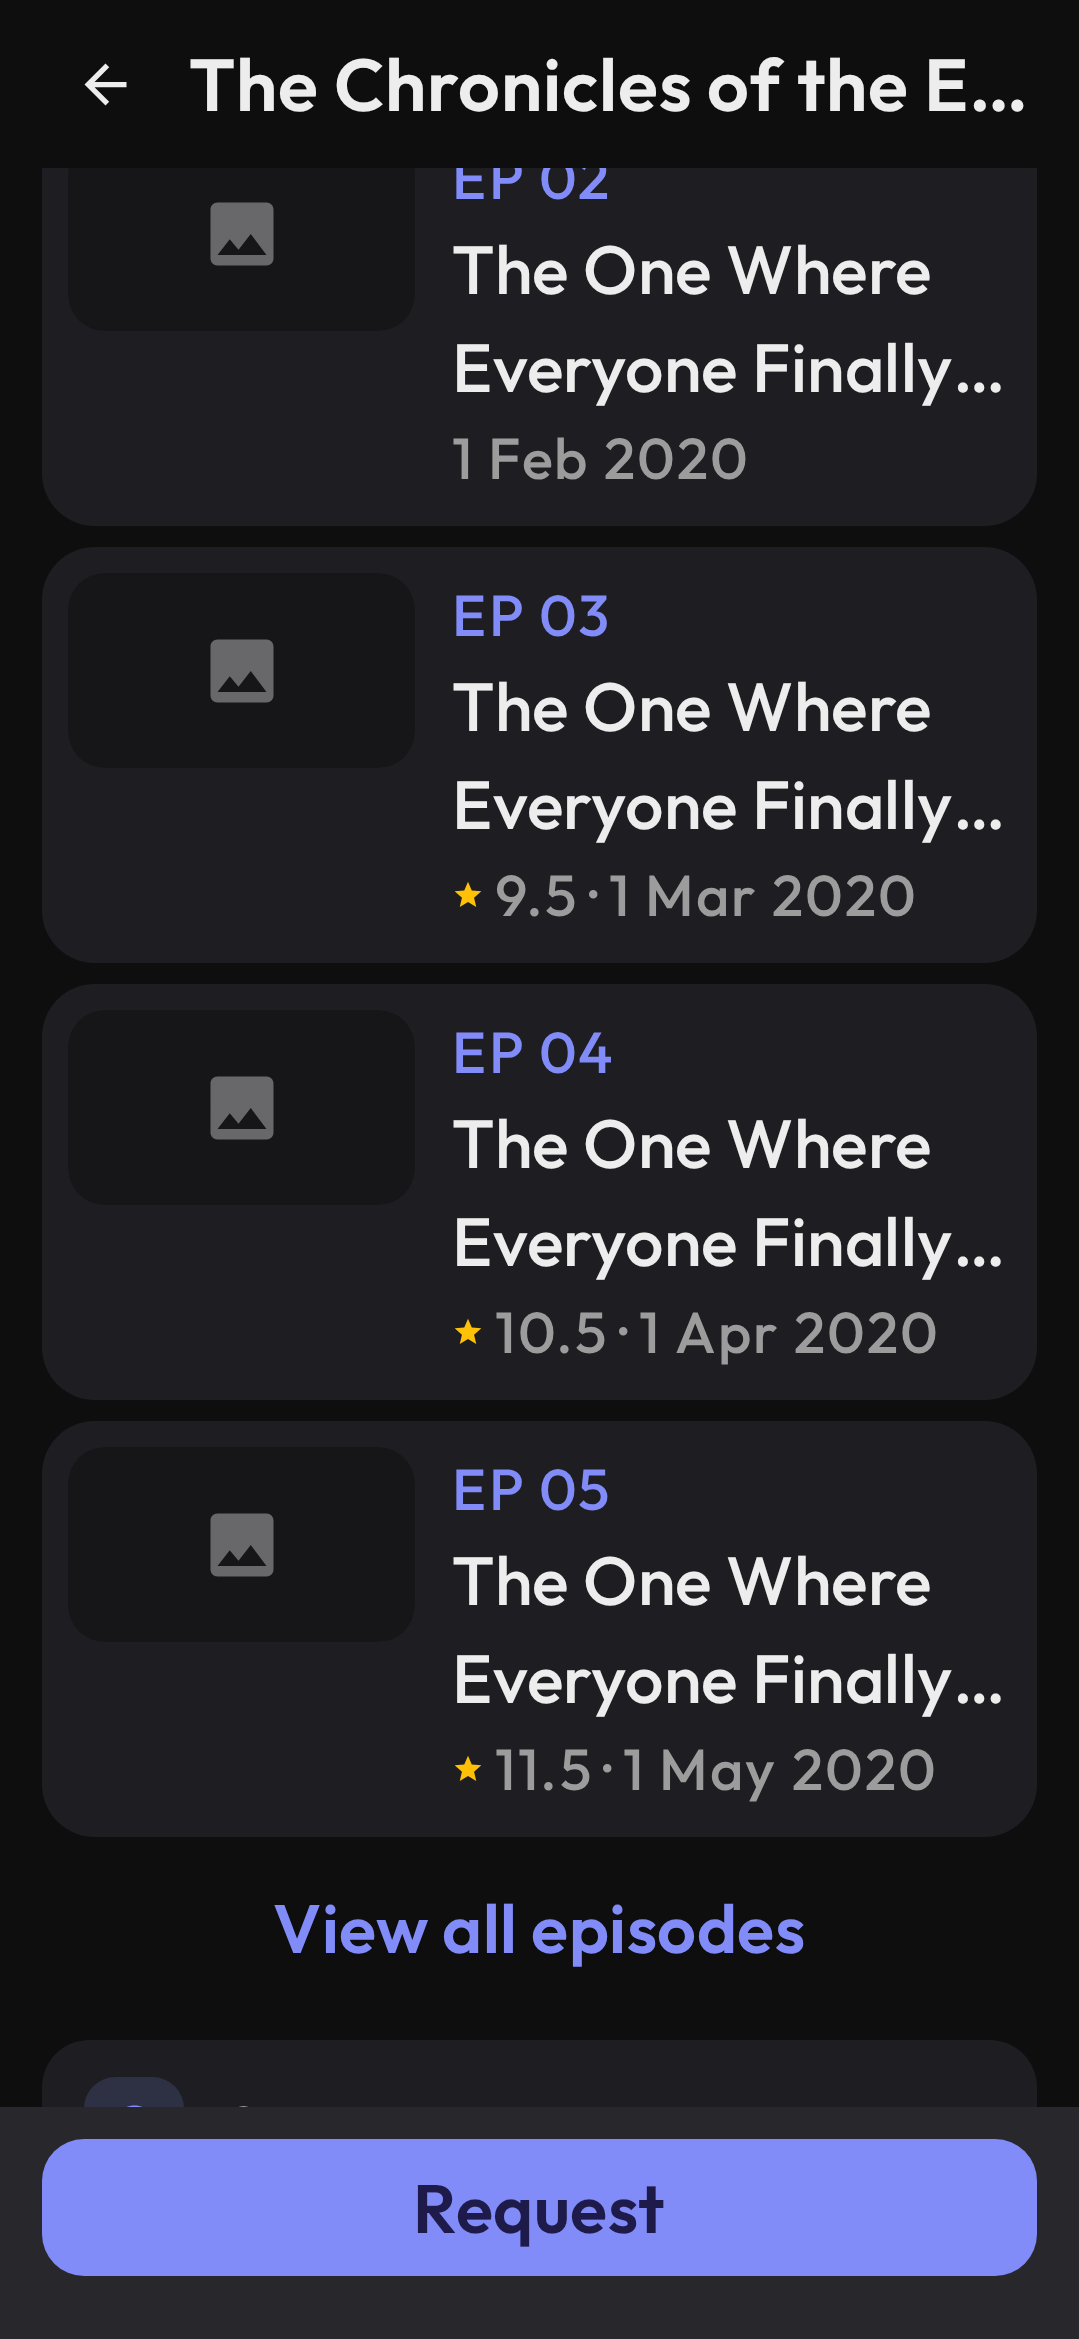 The Chronicles of the E...
EP 02
The One Where
Everyone Finally...
1 Feb 2020
EP 03
The One Where
Everyone Finally...
9.5 · 1 Mar 2020
EP 04
The One Where
Everyone Finally...
10.5 · 1 Apr 2020
EP 05
The One Where
Everyone Finally...
11.5 · 1 May 2020
View all episodes
Request